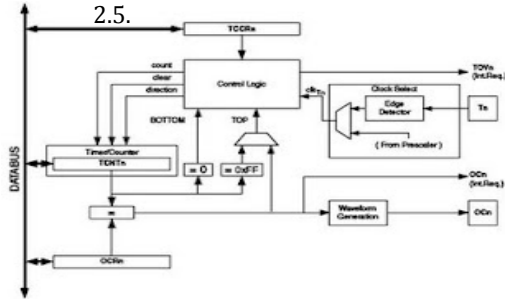 2.5.
TCCRn
count
clear
direction
Control Logic
TOVn
(Int.Req.)
clkTn
Clock Select
Edge
Detector
Tn
( From Prescaler )
BOTTOM
TOP
Timer/Counter
TCNTn
= 0
= 0xFF
DATABUS
OCn
(Int.Req.)
=
Waveform
Generation
OCn
OCRn